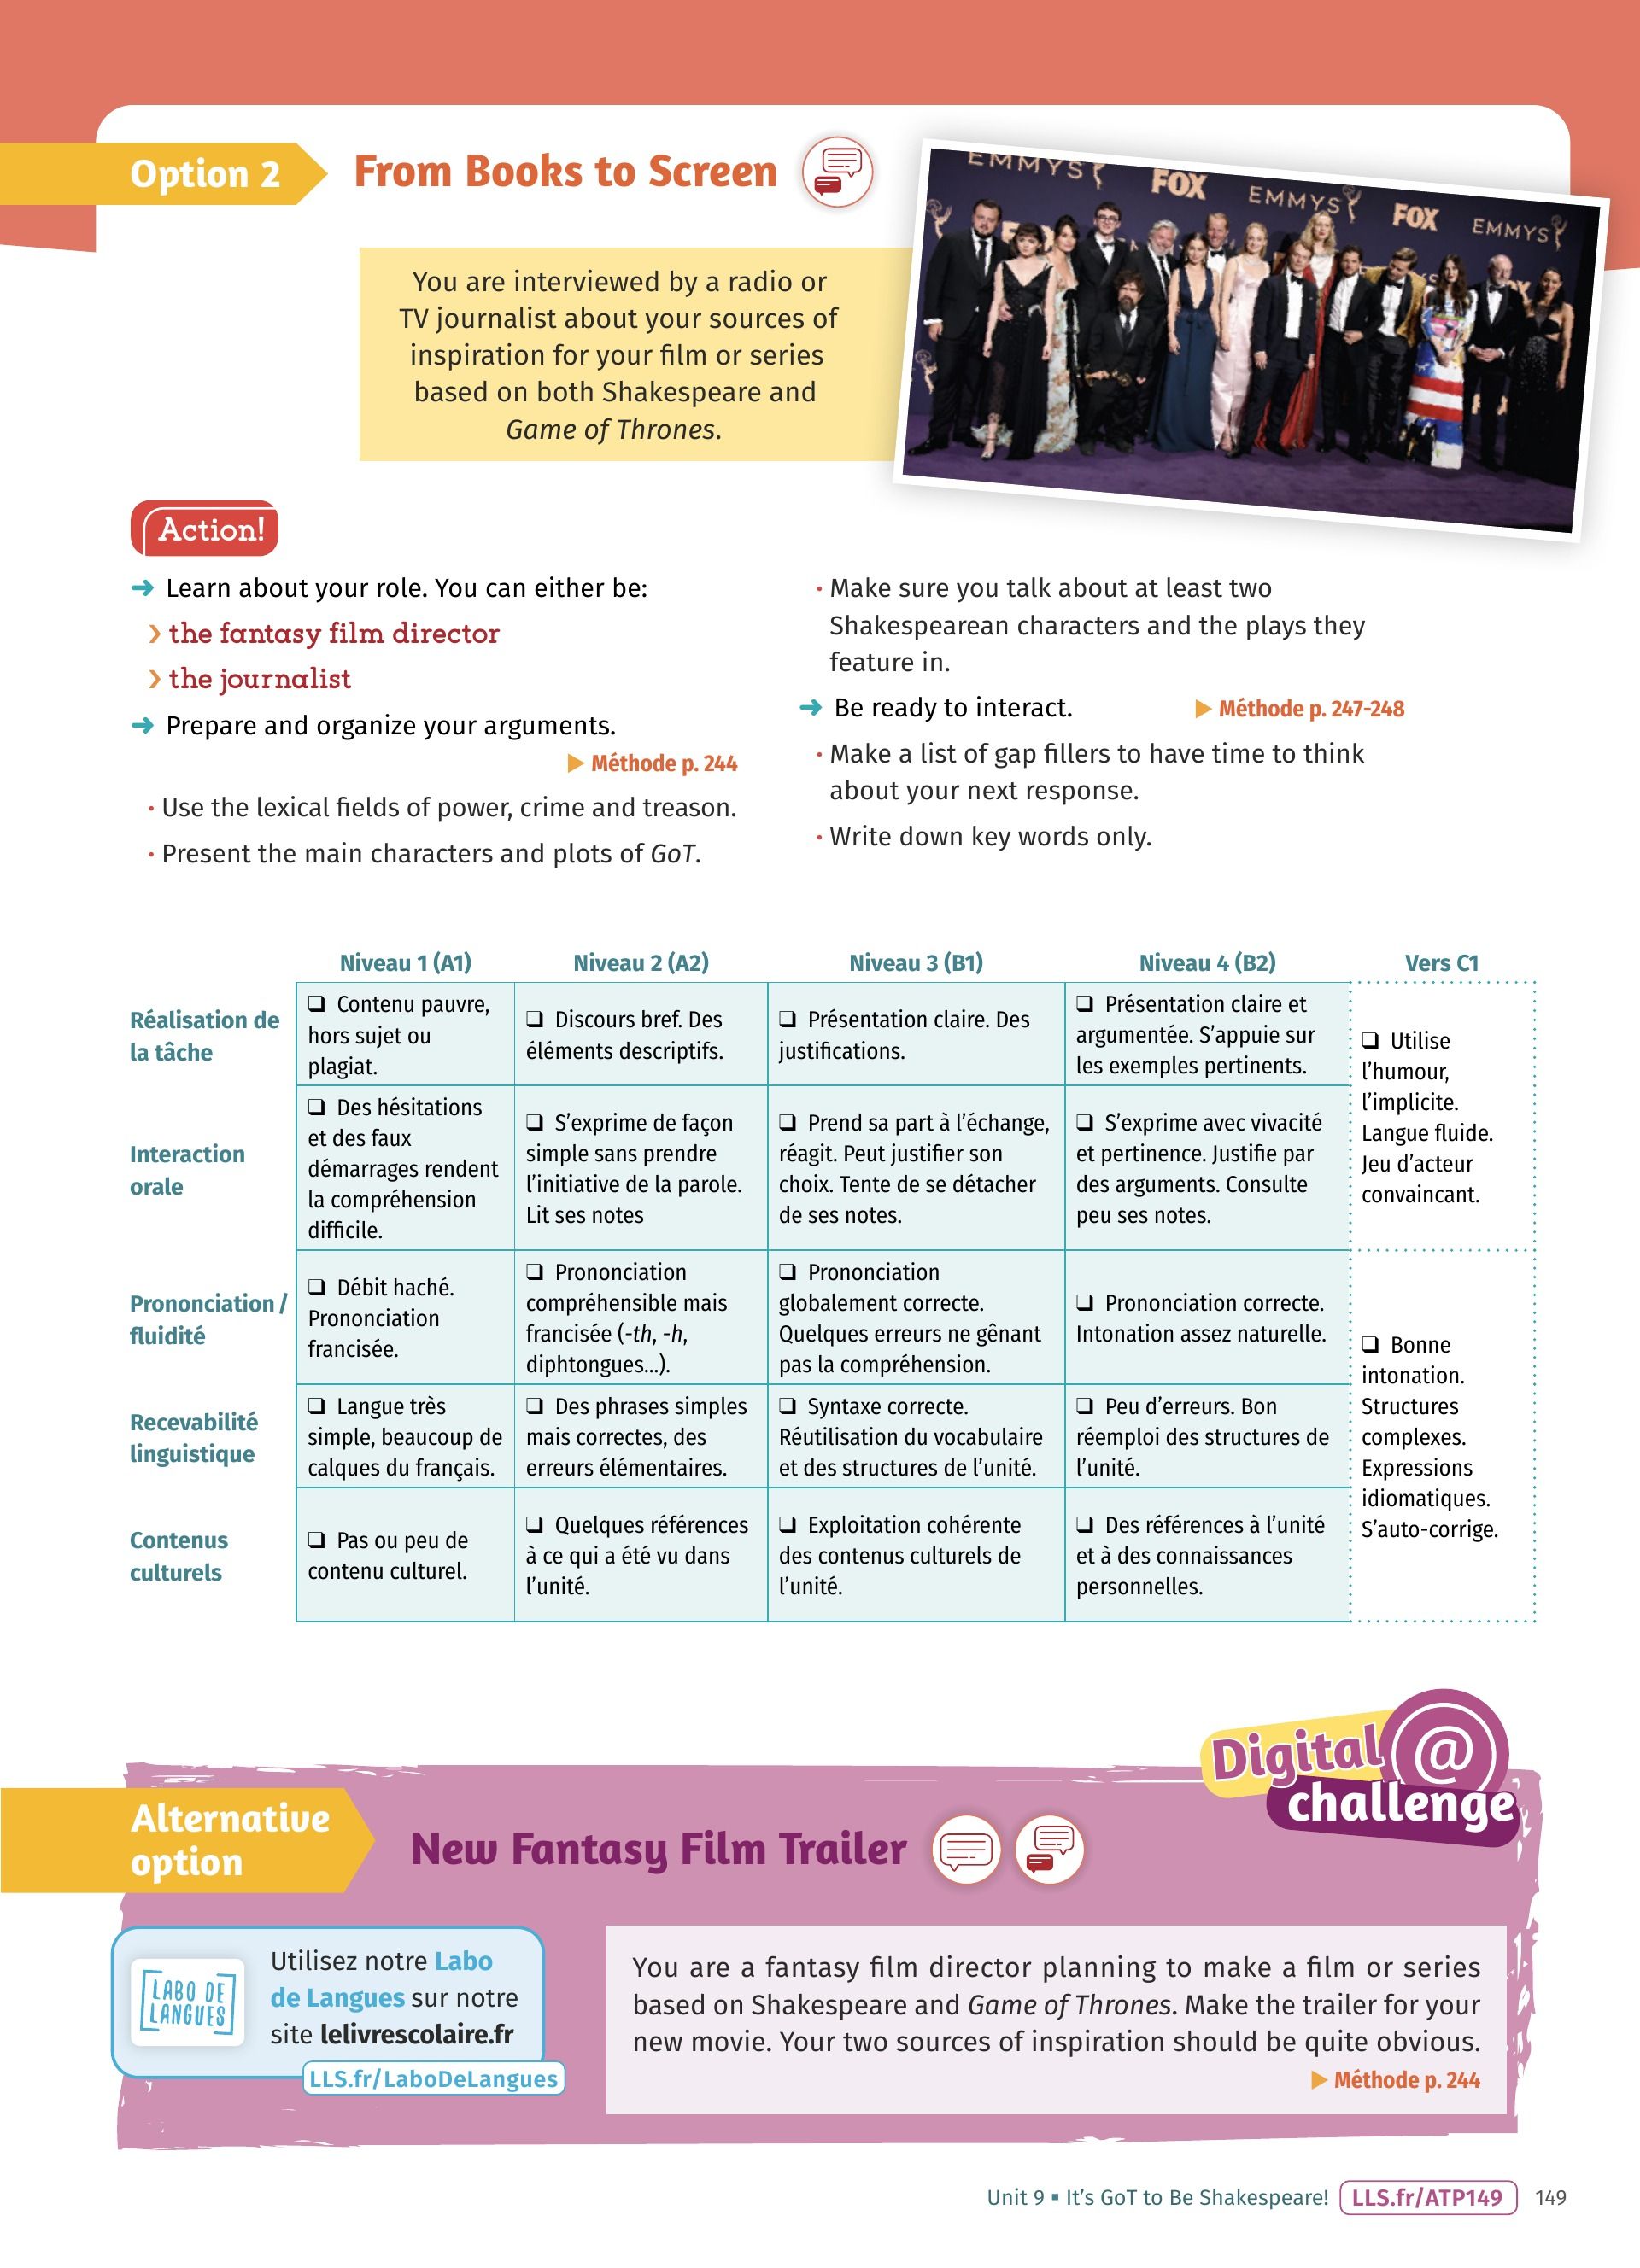 Option 2
From Books to Screen
EMMYS
FOX
EMMYS
FOX
EMMYS
You are interviewed by a radio or
TV journalist about your sources of
inspiration for your film or series
based on both Shakespeare and
Game of Thrones.
Action!
➜ Learn about your role. You can either be:
› the fantasy film director
› the journalist
➜ Prepare and organize your arguments.
▶ Méthode p. 244
• Use the lexical fields of power, crime and treason.
• Present the main characters and plots of GoT.
• Make sure you talk about at least two
Shakespearean characters and the plays they
feature in.
➜ Be ready to interact. ▶ Méthode p. 247-248
• Make a list of gap fillers to have time to think
about your next response.
• Write down key words only.
Niveau 1 (A1) Niveau 2 (A2) Niveau 3 (B1) Niveau 4 (B2) Vers C1
Réalisation de
la tâche
❏ Contenu pauvre,
hors sujet ou
plagiat.
❏ Discours bref. Des
éléments descriptifs.
❏ Présentation claire. Des
justifications.
❏ Présentation claire et
argumentée. S’appuie sur
les exemples pertinents.
❏ Utilise
l’humour,
l’implicite.
Langue fluide.
Jeu d’acteur
convaincant.
Interaction
orale
❏ Des hésitations
et des faux
démarrages rendent
la compréhension
difficile.
❏ S’exprime de façon
simple sans prendre
l’initiative de la parole.
Lit ses notes
❏ Prend sa part à l’échange,
réagit. Peut justifier son
choix. Tente de se détacher
de ses notes.
❏ S’exprime avec vivacité
et pertinence. Justifie par
des arguments. Consulte
peu ses notes.
Prononciation /
fluidité
❏ Débit haché.
Prononciation
francisée.
❏ Prononciation
compréhensible mais
francisée (-th, -h,
diphtongues...).
❏ Prononciation
globalement correcte.
Quelques erreurs ne gênant
pas la compréhension.
❏ Prononciation correcte.
Intonation assez naturelle.
❏ Bonne
intonation.
Structures
complexes.
Expressions
idiomatiques.
S’auto-corrige.
Recevabilité
linguistique
❏ Langue très
simple, beaucoup de
calques du français.
❏ Des phrases simples
mais correctes, des
erreurs élémentaires.
❏ Syntaxe correcte.
Réutilisation du vocabulaire
et des structures de l’unité.
❏ Peu d’erreurs. Bon
réemploi des structures de
l’unité.
Contenus
culturels
❏ Pas ou peu de
contenu culturel.
❏ Quelques références
à ce qui a été vu dans
l’unité.
❏ Exploitation cohérente
des contenus culturels de
l’unité.
❏ Des références à l’unité
et à des connaissances
personnelles.
Digital @
challenge
Alternative
option
New Fantasy Film Trailer
LABO DE
LANGUES
Utilisez notre Labo
de Langues sur notre
site lelivrescolaire.fr
LLS.fr/LaboDeLangues
You are a fantasy film director planning to make a film or series
based on Shakespeare and Game of Thrones. Make the trailer for your
new movie. Your two sources of inspiration should be quite obvious.
▶ Méthode p. 244
Unit 9 ▪ It’s GoT to Be Shakespeare! LLS.fr/ATP149 149